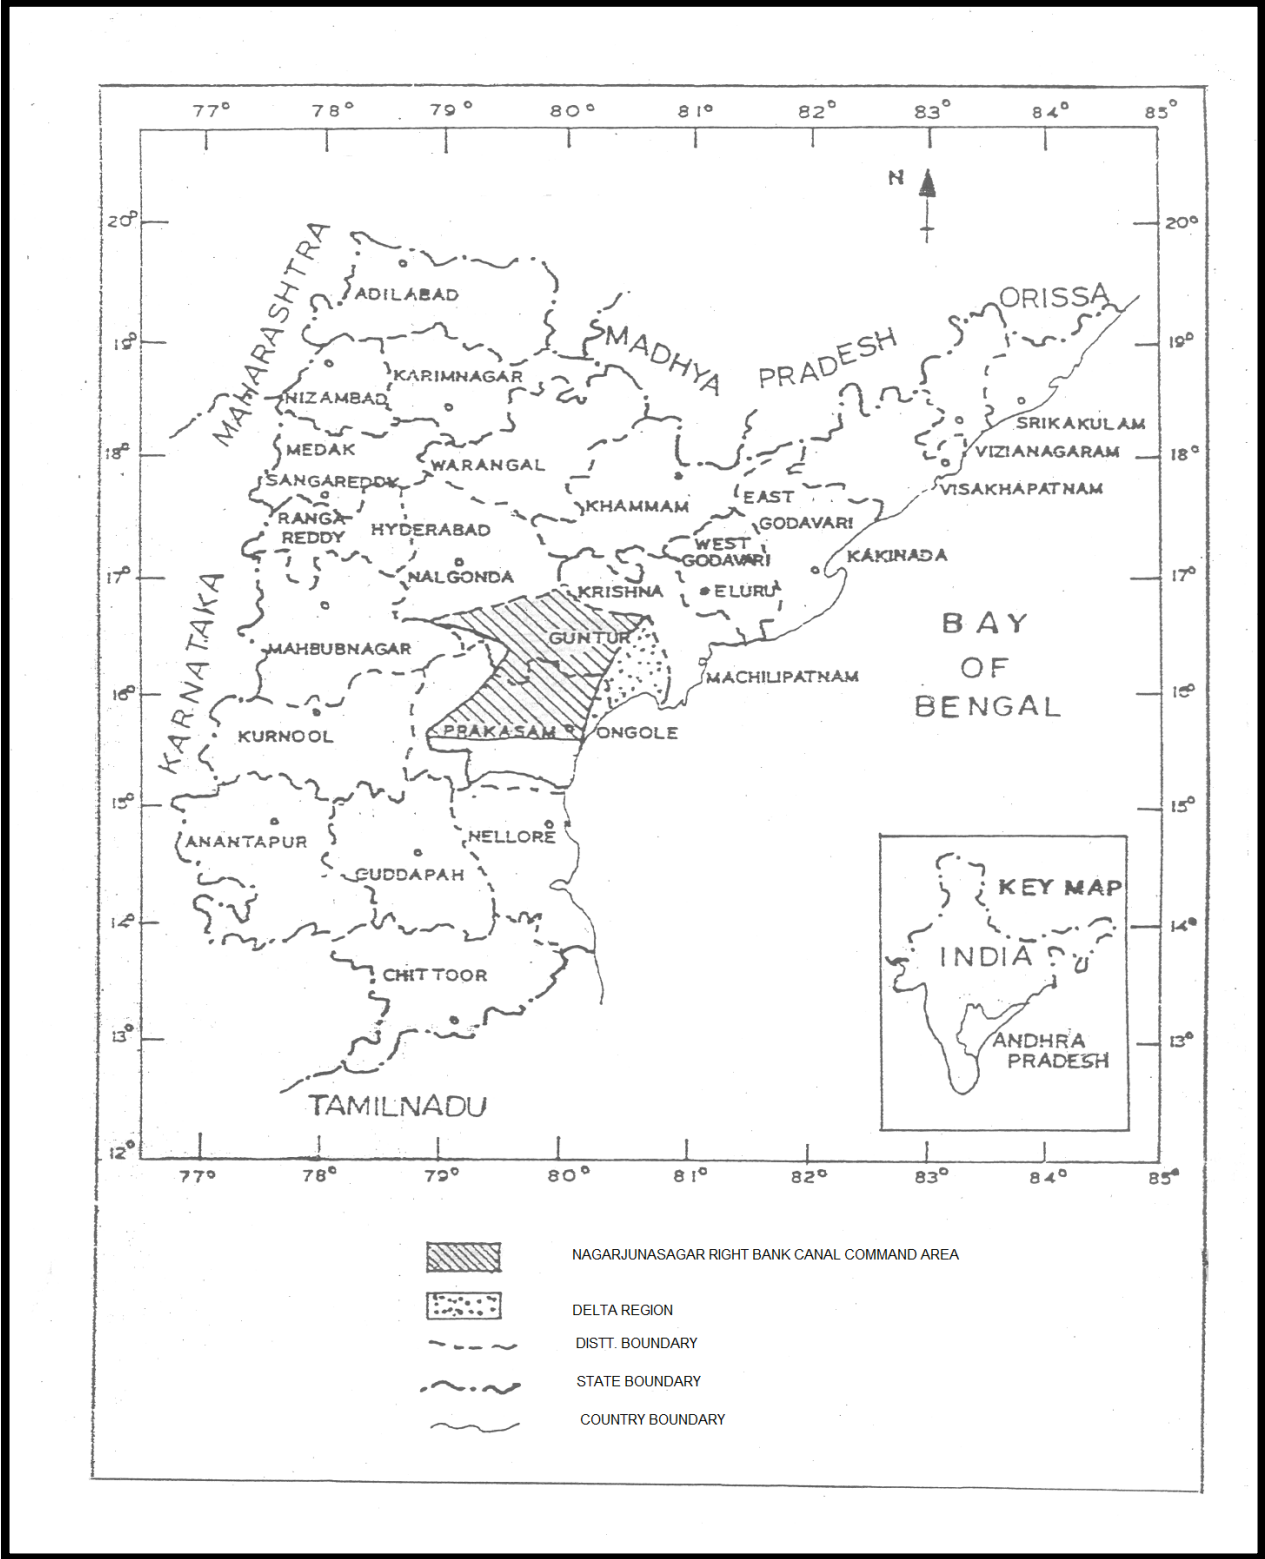 77° 78° 79° 80° 81° 82° 83° 84° 85°
N
20° 20°
MAHARASHTRA
ORISSA
ADILABAD
19° 19°
MADHYA PRADESH
KARIMNAGAR
NIZAMBAD
SRIKAKULAM
MEDAK
VIZIANAGARAM
18° 18°
WARANGAL
SANGAREDDY
VISAKHAPATNAM
EAST
GODAVARI
KHAMMAM
RANGA
REDDY
HYDERABAD
WEST
GODAVARI
KAKINADA
17° 17°
NALGONDA
KRISHNA
ELURU
KARNATAKA
BAY
OF
BENGAL
GUNTUR
MAHBUBNAGAR
MACHILIPATNAM
16° 16°
KURNOOL
PRAKASAM
ONGOLE
15° 15°
ANANTAPUR
NELLORE
CUDDAPAH
KEY MAP
14° 14°
INDIA
CHITTOOR
13° 13°
ANDHRA
PRADESH
TAMILNADU
12°
77° 78° 79° 80° 81° 82° 83° 84° 85°
NAGARJUNASAGAR RIGHT BANK CANAL COMMAND AREA
DELTA REGION
DISTT. BOUNDARY
STATE BOUNDARY
COUNTRY BOUNDARY